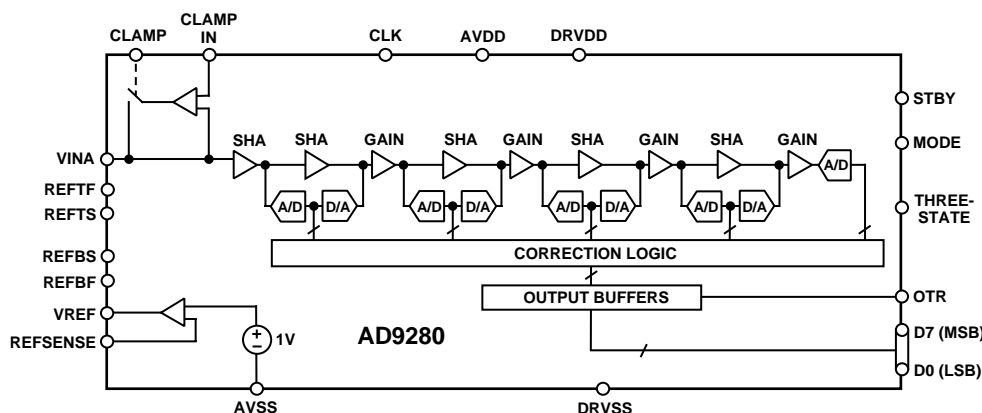 CLAMP
CLAMP IN
CLK
AVDD
DRVDD
STBY
MODE
THREE-
STATE
OTR
D7 (MSB)
D0 (LSB)
VINA
REFTF
REFTS
REFBS
REFBF
VREF
REFSENSE
SHA
SHA
GAIN
SHA
GAIN
SHA
GAIN
SHA
GAIN
A/D
A/D
D/A
A/D
D/A
A/D
D/A
A/D
D/A
CORRECTION LOGIC
OUTPUT BUFFERS
+
–
1V
AD9280
AVSS
DRVSS